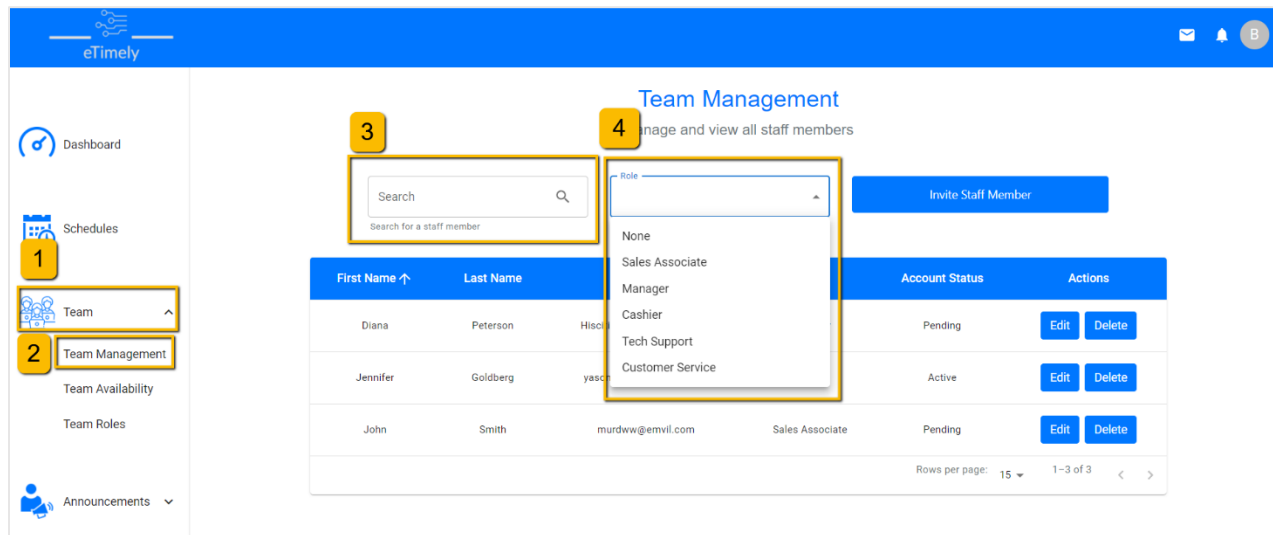 eTimely
B
Dashboard
Schedules
1
Team
2
Team Management
Team Availability
Team Roles
Announcements
Team Management
3
4
anage and view all staff members
Search
Search for a staff member
Role
None
Sales Associate
Manager
Cashier
Tech Support
Customer Service
Invite Staff Member
First Name Last Name Account Status Actions
Diana Peterson Pending Edit Delete
Jennifer Goldberg Active Edit Delete
John Smith murdww@emvil.com Sales Associate Pending Edit Delete
Rows per page: 15 1–3 of 3